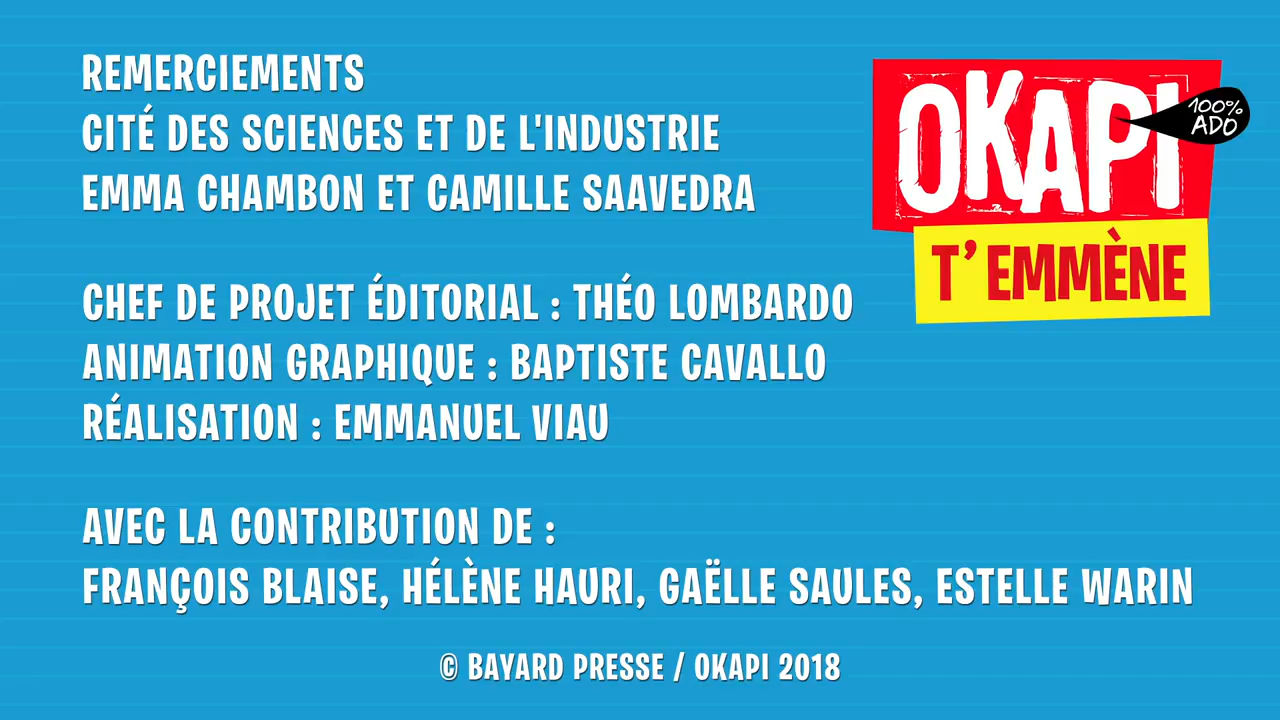 REMERCIEMENTS
CITÉ DES SCIENCES ET DE L'INDUSTRIE
EMMA CHAMBON ET CAMILLE SAAVEDRA
OKAPI
100%
ADO
T'EMMÈNE
CHEF DE PROJET ÉDITORIAL : THÉO LOMBARDO
ANIMATION GRAPHIQUE : BAPTISTE CAVALLO
RÉALISATION : EMMANUEL VIAU
AVEC LA CONTRIBUTION DE :
FRANÇOIS BLAISE, HÉLÈNE HAURI, GAËLLE SAULES, ESTELLE WARIN
© BAYARD PRESSE / OKAPI 2018